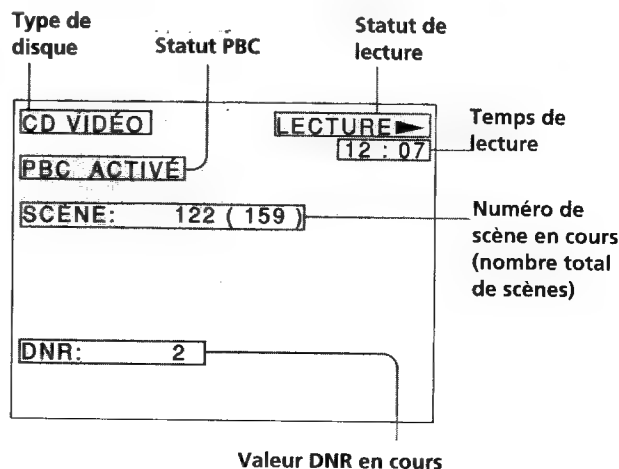 Type de
disque
Statut PBC
Statut de
lecture
CD VIDÉO
LECTURE►
12 : 07
Temps de
lecture
PBC ACTIVÉ
SCÈNE: 122 ( 159 )
Numéro de
scène en cours
(nombre total
de scènes)
DNR: 2
Valeur DNR en cours